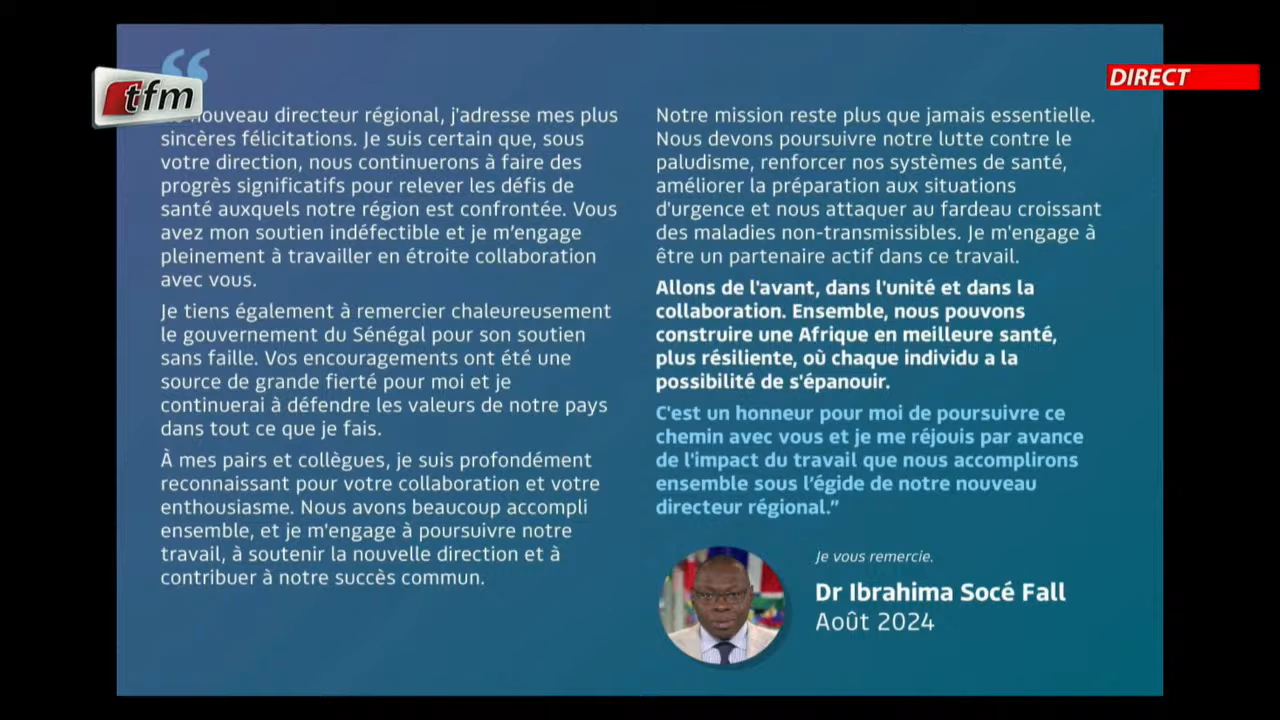 tfm
DIRECT
“
nouveau directeur régional, j'adresse mes plus
sincères félicitations. Je suis certain que, sous
votre direction, nous continuerons à faire des
progrès significatifs pour relever les défis de
santé auxquels notre région est confrontée. Vous
avez mon soutien indéfectible et je m’engage
pleinement à travailler en étroite collaboration
avec vous.
Je tiens également à remercier chaleureusement
le gouvernement du Sénégal pour son soutien
sans faille. Vos encouragements ont été une
source de grande fierté pour moi et je
continuerai à défendre les valeurs de notre pays
dans tout ce que je fais.
À mes pairs et collègues, je suis profondément
reconnaissant pour votre collaboration et votre
enthousiasme. Nous avons beaucoup accompli
ensemble, et je m'engage à poursuivre notre
travail, à soutenir la nouvelle direction et à
contribuer à notre succès commun.
Notre mission reste plus que jamais essentielle.
Nous devons poursuivre notre lutte contre le
paludisme, renforcer nos systèmes de santé,
améliorer la préparation aux situations
d'urgence et nous attaquer au fardeau croissant
des maladies non-transmissibles. Je m'engage à
être un partenaire actif dans ce travail.
Allons de l'avant, dans l'unité et dans la
collaboration. Ensemble, nous pouvons
construire une Afrique en meilleure santé,
plus résiliente, où chaque individu a la
possibilité de s'épanouir.
C'est un honneur pour moi de poursuivre ce
chemin avec vous et je me réjouis par avance
de l'impact du travail que nous accomplirons
ensemble sous l’égide de notre nouveau
directeur régional.”
Je vous remercie.
Dr Ibrahima Socé Fall
Août 2024